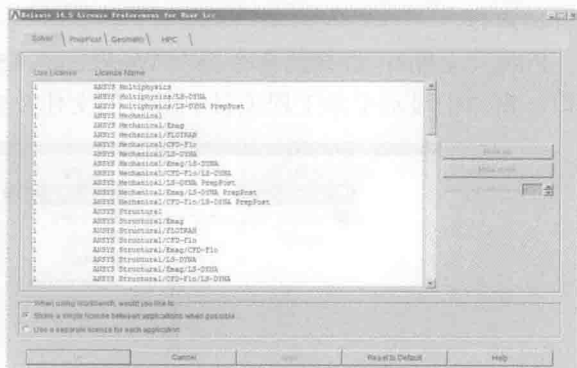 Release 14.5 License Preferences for User Lcc
Solver
PrepPost
Geometry
HPC
Use License License Name
1 ANSYS Multiphysics
1 ANSYS Multiphysics/LS-DYNA
1 ANSYS Multiphysics/LS-DYNA PrepPost
1 ANSYS Mechanical
1 ANSYS Mechanical/Emag
1 ANSYS Mechanical/FLOTRAN
1 ANSYS Mechanical/CFD-Flo
1 ANSYS Mechanical/LS-DYNA
1 ANSYS Mechanical/Emag/LS-DYNA
1 ANSYS Mechanical/CFD-Flo/LS-DYNA
1 ANSYS Mechanical/LS-DYNA PrepPost
1 ANSYS Mechanical/Emag/LS-DYNA PrepPost
1 ANSYS Mechanical/CFD-Flo/LS-DYNA PrepPost
1 ANSYS Structural
1 ANSYS Structural/Emag
1 ANSYS Structural/FLOTRAN
1 ANSYS Structural/CFD-Flo
1 ANSYS Structural/Emag/CFD-Flo
1 ANSYS Structural/LS-DYNA
1 ANSYS Structural/Emag/LS-DYNA
1 ANSYS Structural/CFD-Flo/LS-DYNA
Move up
Move down
When using Workbench, would you like to:
Share a single license between applications when possible
Use a separate license for each application
Cancel
Apply
Reset to Default
Help